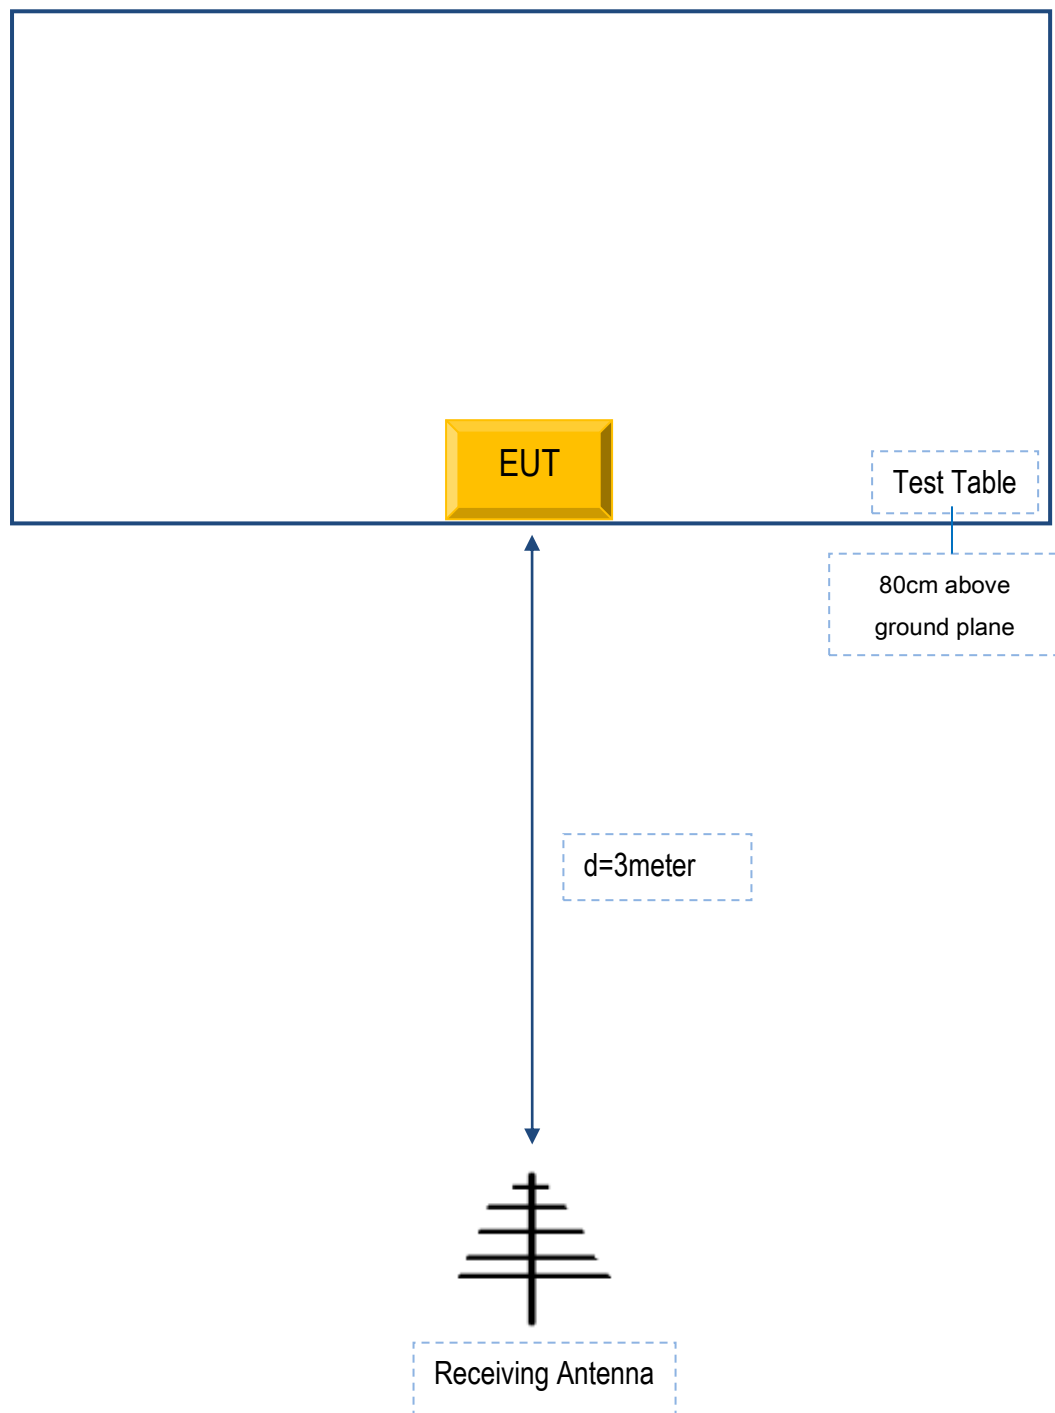 EUT
Test Table
80cm above
ground plane
d=3meter
Receiving Antenna